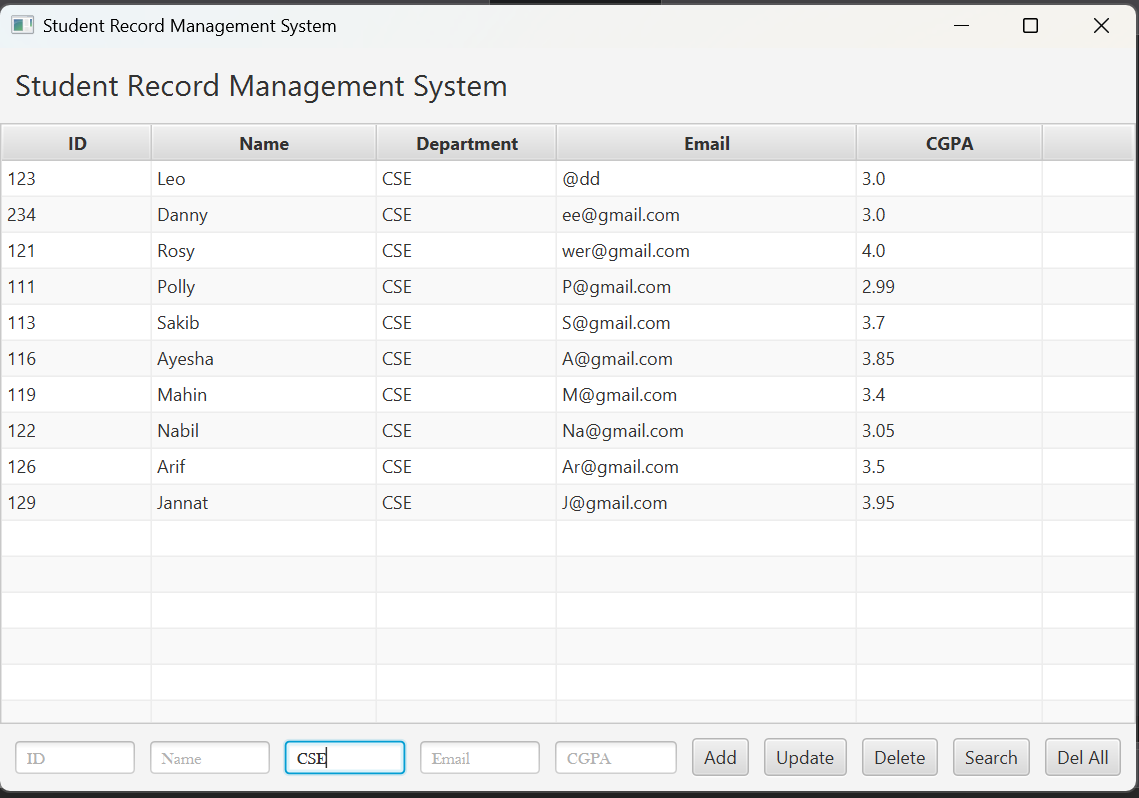 Student Record Management System
Student Record Management System
ID Name Department Email CGPA
123 Leo CSE @dd 3.0
234 Danny CSE ee@gmail.com 3.0
121 Rosy CSE wer@gmail.com 4.0
111 Polly CSE P@gmail.com 2.99
113 Sakib CSE S@gmail.com 3.7
116 Ayesha CSE A@gmail.com 3.85
119 Mahin CSE M@gmail.com 3.4
122 Nabil CSE Na@gmail.com 3.05
126 Arif CSE Ar@gmail.com 3.5
129 Jannat CSE J@gmail.com 3.95
ID Name CSE Email CGPA Add Update Delete Search Del All